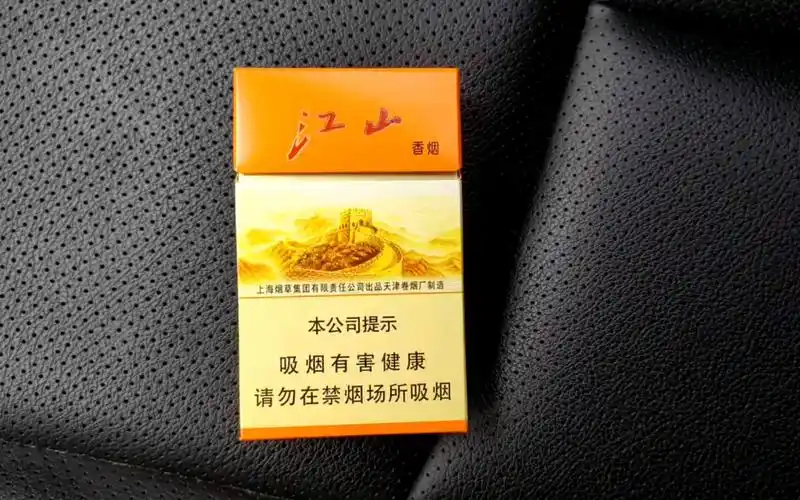 江山
香烟
上海烟草集团有限责任公司出品天津卷烟厂制造
本公司提示
吸烟有害健康
请勿在禁烟场所吸烟